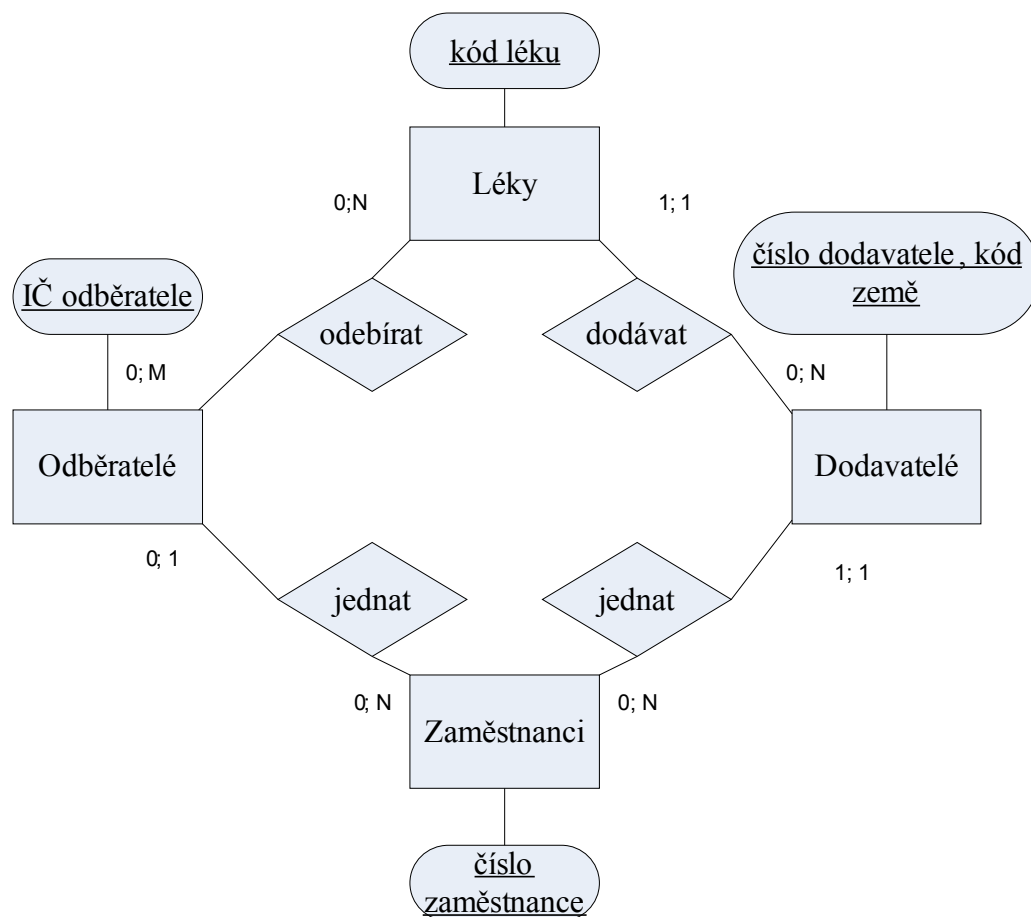 kód léku
Léky
0;N
1; 1
číslo dodavatele, kód
země
IČ odběratele
odebírat
dodávat
0; M
0; N
Odběratelé
Dodavatelé
0; 1
1; 1
jednat
jednat
0; N
0; N
Zaměstnanci
číslo
zaměstnance